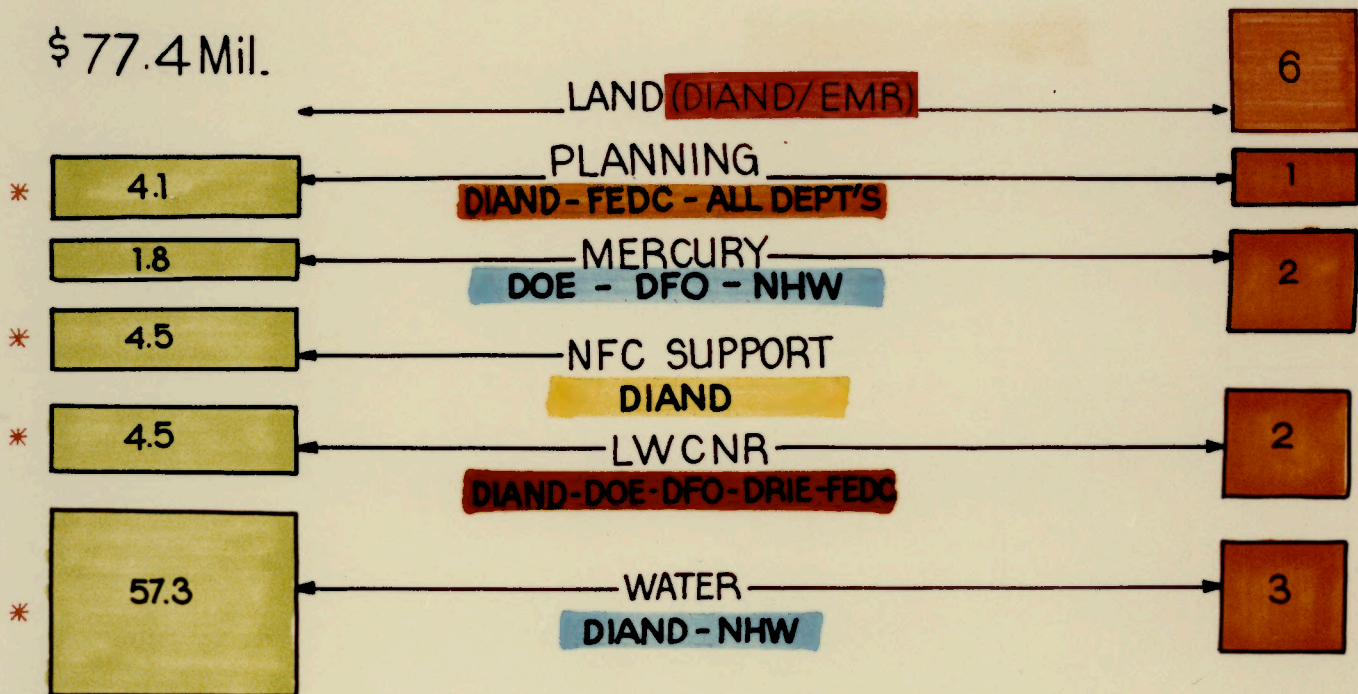 $77.4 Mil.
6
LAND (DIAND/EMR)
* 4.1 PLANNING 1
DIAND-FEDC-ALL DEPT'S
1.8 MERCURY 2
DOE - DFO - NHW
* 4.5 NFC SUPPORT
DIAND
* 4.5 LWCNR 2
DIAND-DOE-DFO-DRIE-FEDC
* 57.3 WATER 3
DIAND-NHW